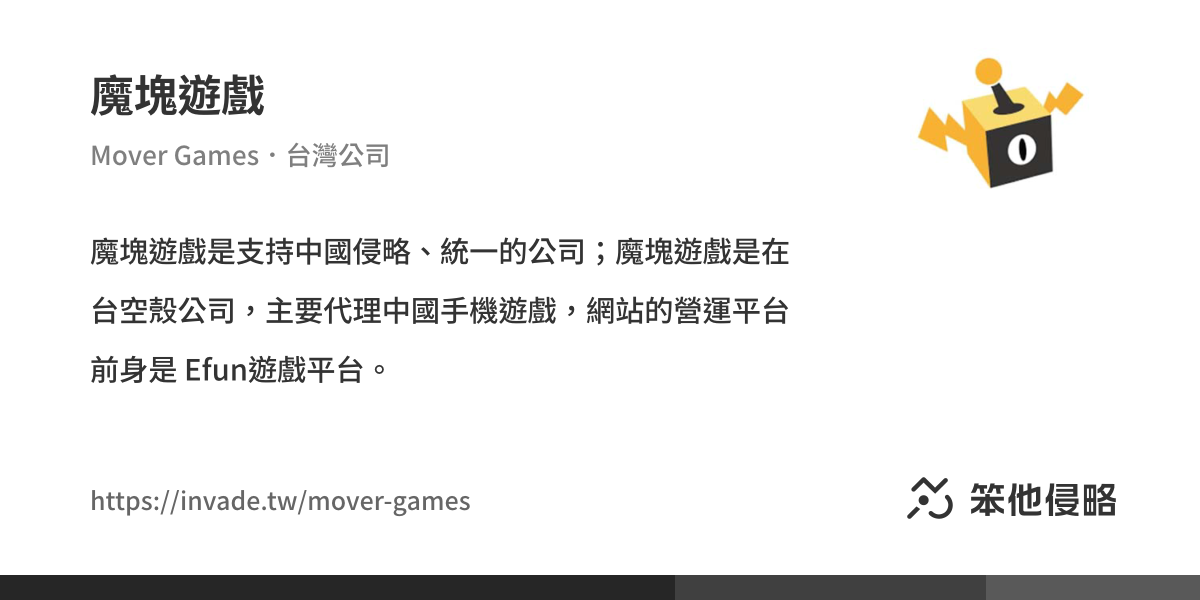 魔塊遊戲
Mover Games・台灣公司
魔塊遊戲是支持中國侵略、統一的公司；魔塊遊戲是在
台空殼公司，主要代理中國手機遊戲，網站的營運平台
前身是 Efun遊戲平台。
https://invade.tw/mover-games
笨他侵略